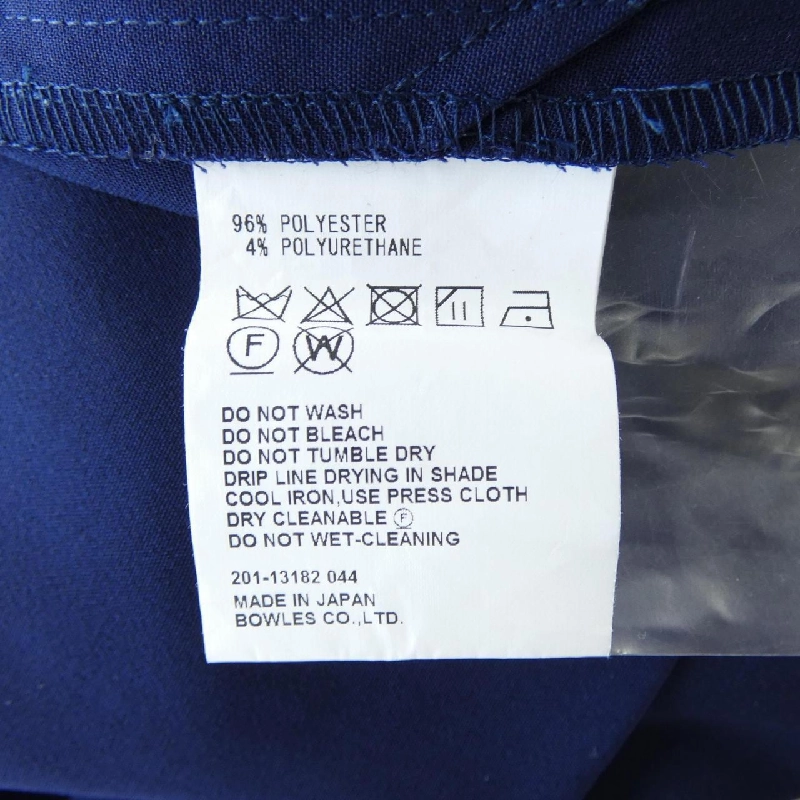 96% POLYESTER
4% POLYURETHANE
F W
DO NOT WASH
DO NOT BLEACH
DO NOT TUMBLE DRY
DRIP LINE DRYING IN SHADE
COOL IRON,USE PRESS CLOTH
DRY CLEANABLE Ⓕ
DO NOT WET-CLEANING
201-13182 044
MADE IN JAPAN
BOWLES CO.,LTD.